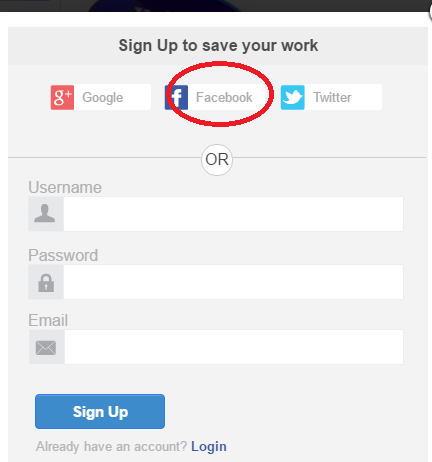 Sign Up to save your work
g+ Google f Facebook Twitter
OR
Username
Password
Email
Sign Up
Already have an account? Login